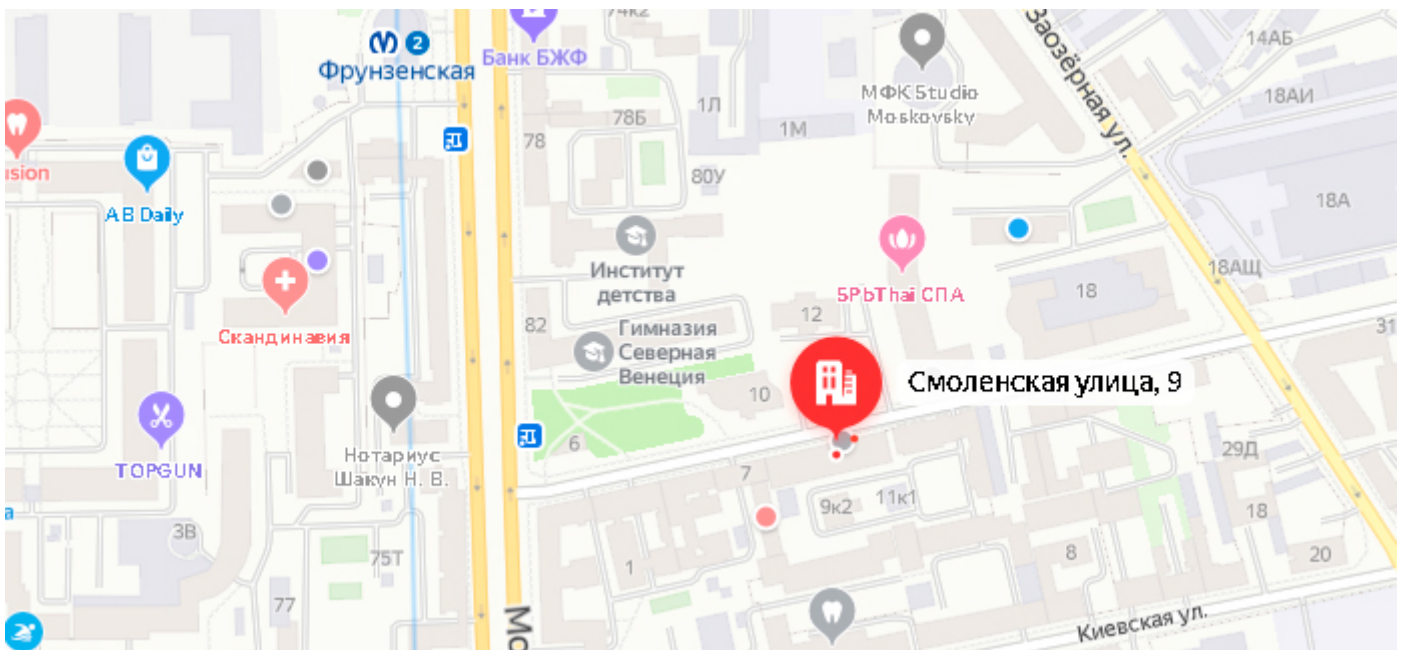 74к2
2
Фрунзенская
Банк БЖФ
Заозёрная ул.
14АБ
МФК Studio
Moskovsky
18АИ
1Л
78Б
1М
78
usion
80У
AB Daily
18А
Институт
детства
18АЩ
SPbThai СПА
18
12
82
Гимназия
Северная
Венеция
31
Скандинавия
10
Смоленская улица, 9
6
Нотариус
Шакун Н. В.
TOPGUN
7
29Д
9к2
11к1
а
3В
18
75Т
1
8
20
77
Мо
Киевская ул.